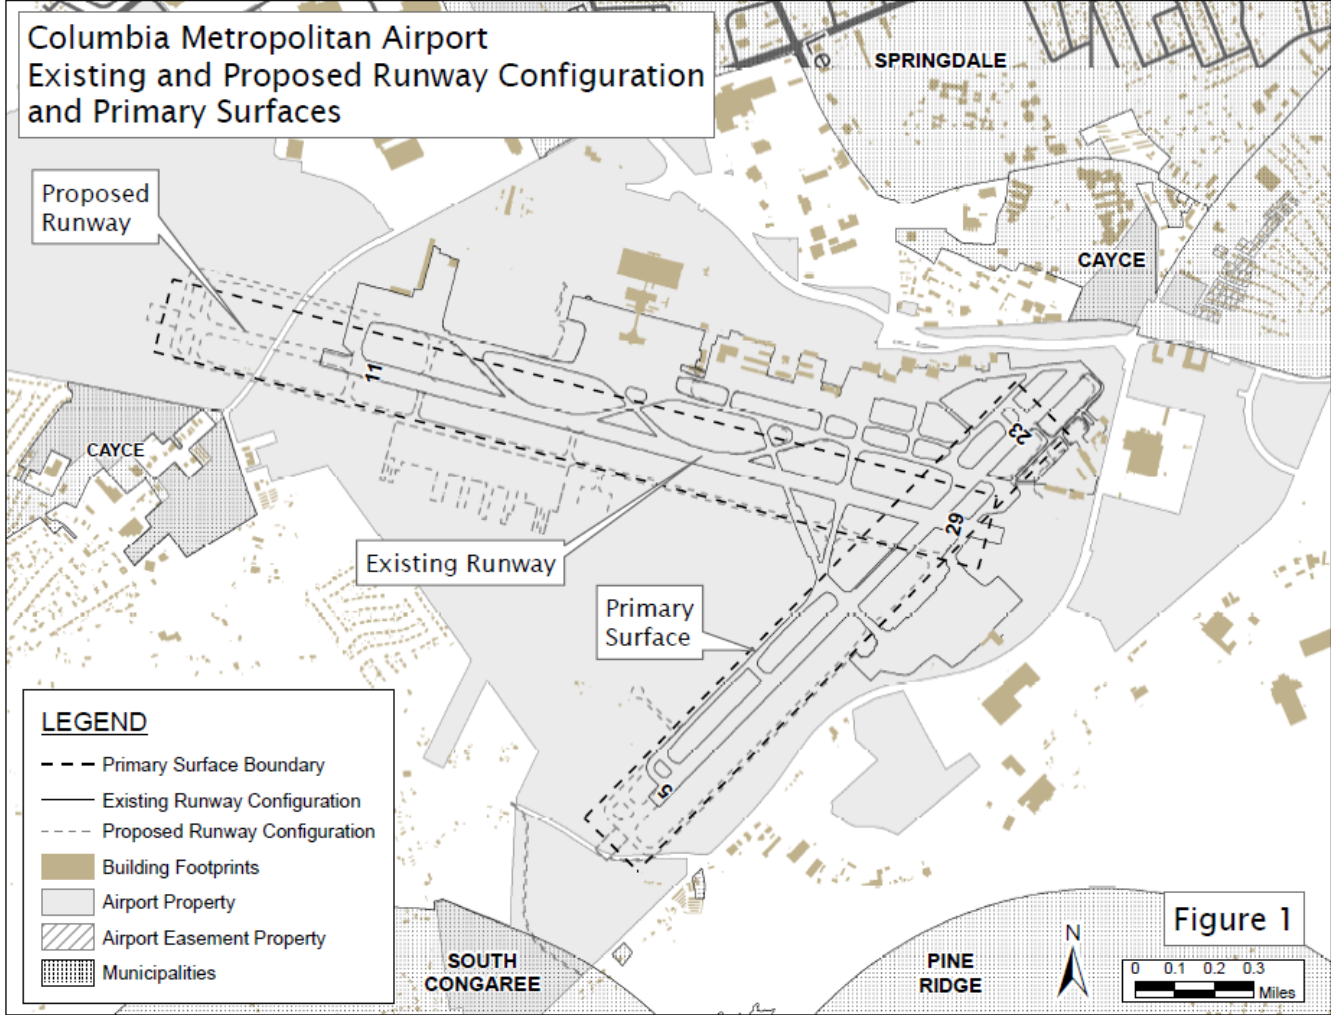 Columbia Metropolitan Airport
Existing and Proposed Runway Configuration
and Primary Surfaces
Le
SPRINGDALE
Proposed
Runway
CAYCE
11
23
CAYCE
29
Existing Runway
Primary
Surface
5
LEGEND
Primary Surface Boundary
Existing Runway Configuration
Proposed Runway Configuration
Building Footprints
Airport Property
Airport Easement Property
Municipalities
SOUTH
CONGAREE
PINE
RIDGE
Figure 1
N
0 0.1 0.2 0.3
Miles